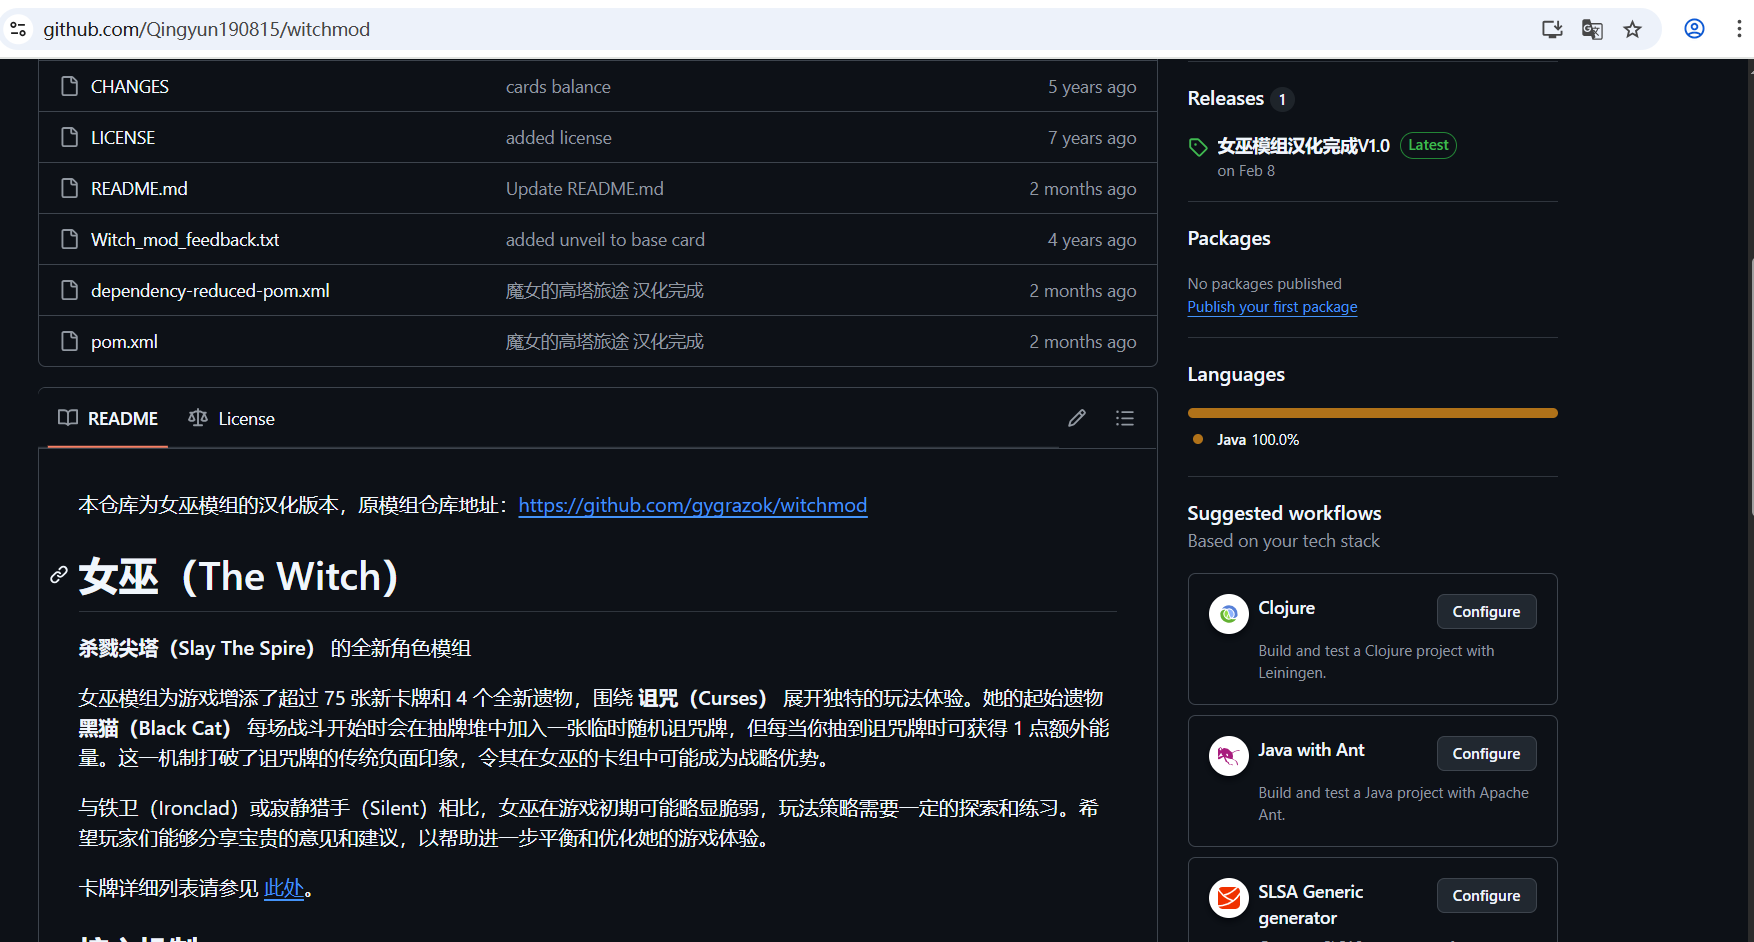 github.com/Qingyun190815/witchmod
CHANGES cards balance 5 years ago
LICENSE added license 7 years ago
README.md Update README.md 2 months ago
Witch_mod_feedback.txt added unveil to base card 4 years ago
dependency-reduced-pom.xml 魔女的高塔旅途 汉化完成 2 months ago
pom.xml 魔女的高塔旅途 汉化完成 2 months ago
README License
本仓库为女巫模组的汉化版本，原模组仓库地址：https://github.com/gygrazok/witchmod
女巫（The Witch）
杀戮尖塔（Slay The Spire） 的全新角色模组
女巫模组为游戏增添了超过 75 张新卡牌和 4 个全新遗物，围绕 诅咒（Curses） 展开独特的玩法体验。她的起始遗物
黑猫（Black Cat） 每场战斗开始时会在抽牌堆中加入一张临时随机诅咒牌，但每当你抽到诅咒牌时可获得 1 点额外能
量。这一机制打破了诅咒牌的传统负面印象，令其在女巫的卡组中可能成为战略优势。
与铁卫（Ironclad）或寂静猎手（Silent）相比，女巫在游戏初期可能略显脆弱，玩法策略需要一定的探索和练习。希
望玩家们能够分享宝贵的意见和建议，以帮助进一步平衡和优化她的游戏体验。
卡牌详细列表请参见 此处。
Releases 1
女巫模组汉化完成V1.0 Latest
on Feb 8
Packages
No packages published
Publish your first package
Languages
Java 100.0%
Suggested workflows
Based on your tech stack
Clojure Configure
Build and test a Clojure project with
Leiningen.
Java with Ant Configure
Build and test a Java project with Apache
Ant.
SLSA Generic Configure
generator